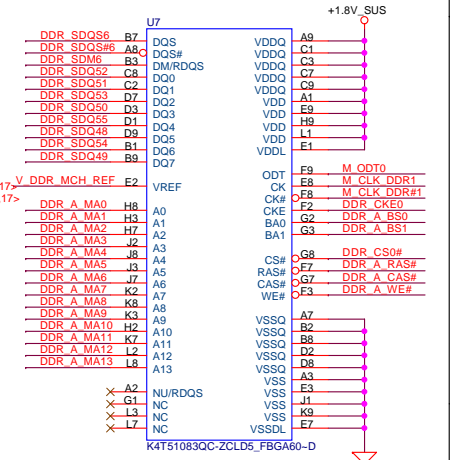 +1.8V_SUS
U7
DDR_SDQS6 B7 DQS VDDQ A9
DDR_SDQS#6 A8 DQS# VDDQ C1
DDR_SDM6 B3 DM/RDQS VDDQ C3
DDR_SDQ52 C8 DQ0 VDDQ C7
DDR_SDQ51 C2 DQ1 VDDQ C9
DDR_SDQ53 D7 DQ2 VDD A1
DDR_SDQ50 D3 DQ3 VDD E9
DDR_SDQ55 D1 DQ4 VDD H9
DDR_SDQ48 D9 DQ5 VDD L1
DDR_SDQ54 B1 DQ6 VDDL E1
DDR_SDQ49 B9 DQ7
ODT F9 M_ODT0
17> V_DDR_MCH_REF E2 VREF CK E8 M_CLK_DDR1
_17> CK# F8 M_CLK_DDR#1
CKE F2 DDR_CKE0
DDR_A_MA0 H8 A0 BA0 G2 DDR_A_BS0
DDR_A_MA1 H3 A1 BA1 G3 DDR_A_BS1
DDR_A_MA2 H7 A2
DDR_A_MA3 J2 A3
DDR_A_MA4 J8 A4 CS# G8 DDR_CS0#
DDR_A_MA5 J3 A5 RAS# F7 DDR_A_RAS#
DDR_A_MA6 J7 A6 CAS# G7 DDR_A_CAS#
DDR_A_MA7 K2 A7 WE# F3 DDR_A_WE#
DDR_A_MA8 K8 A8
DDR_A_MA9 K3 A9 VSSQ A7
DDR_A_MA10 H2 A10 VSSQ B2
DDR_A_MA11 K7 A11 VSSQ B8
DDR_A_MA12 L2 A12 VSSQ D2
DDR_A_MA13 L8 A13 VSSQ D8
VSS A3
A2 NU/RDQS VSS E3
G1 NC VSS J1
L3 NC VSS K9
L7 NC VSSDL E7
K4T51083QC-ZCLD5_FBGA60~D